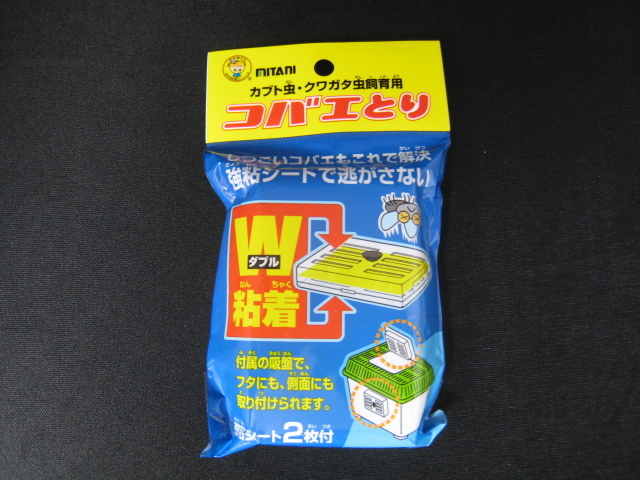 mITANI
カブト虫・クワガタ虫飼育用
コバエとり
しつこいコバエもこれで解決
強粘シートで逃がさない
W
ダブル
粘着
付属の吸盤で、
フタにも、側面にも
取り付けられます。
シート2枚付